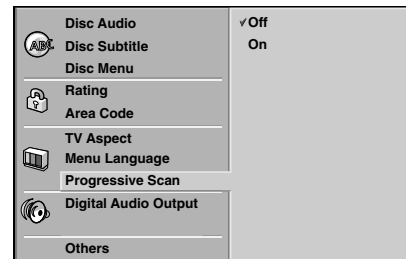 Disc Audio
Disc Subtitle
Disc Menu
Rating
Area Code
TV Aspect
Menu Language
Progressive Scan
Digital Audio Output
Others
✓Off
On
ABC